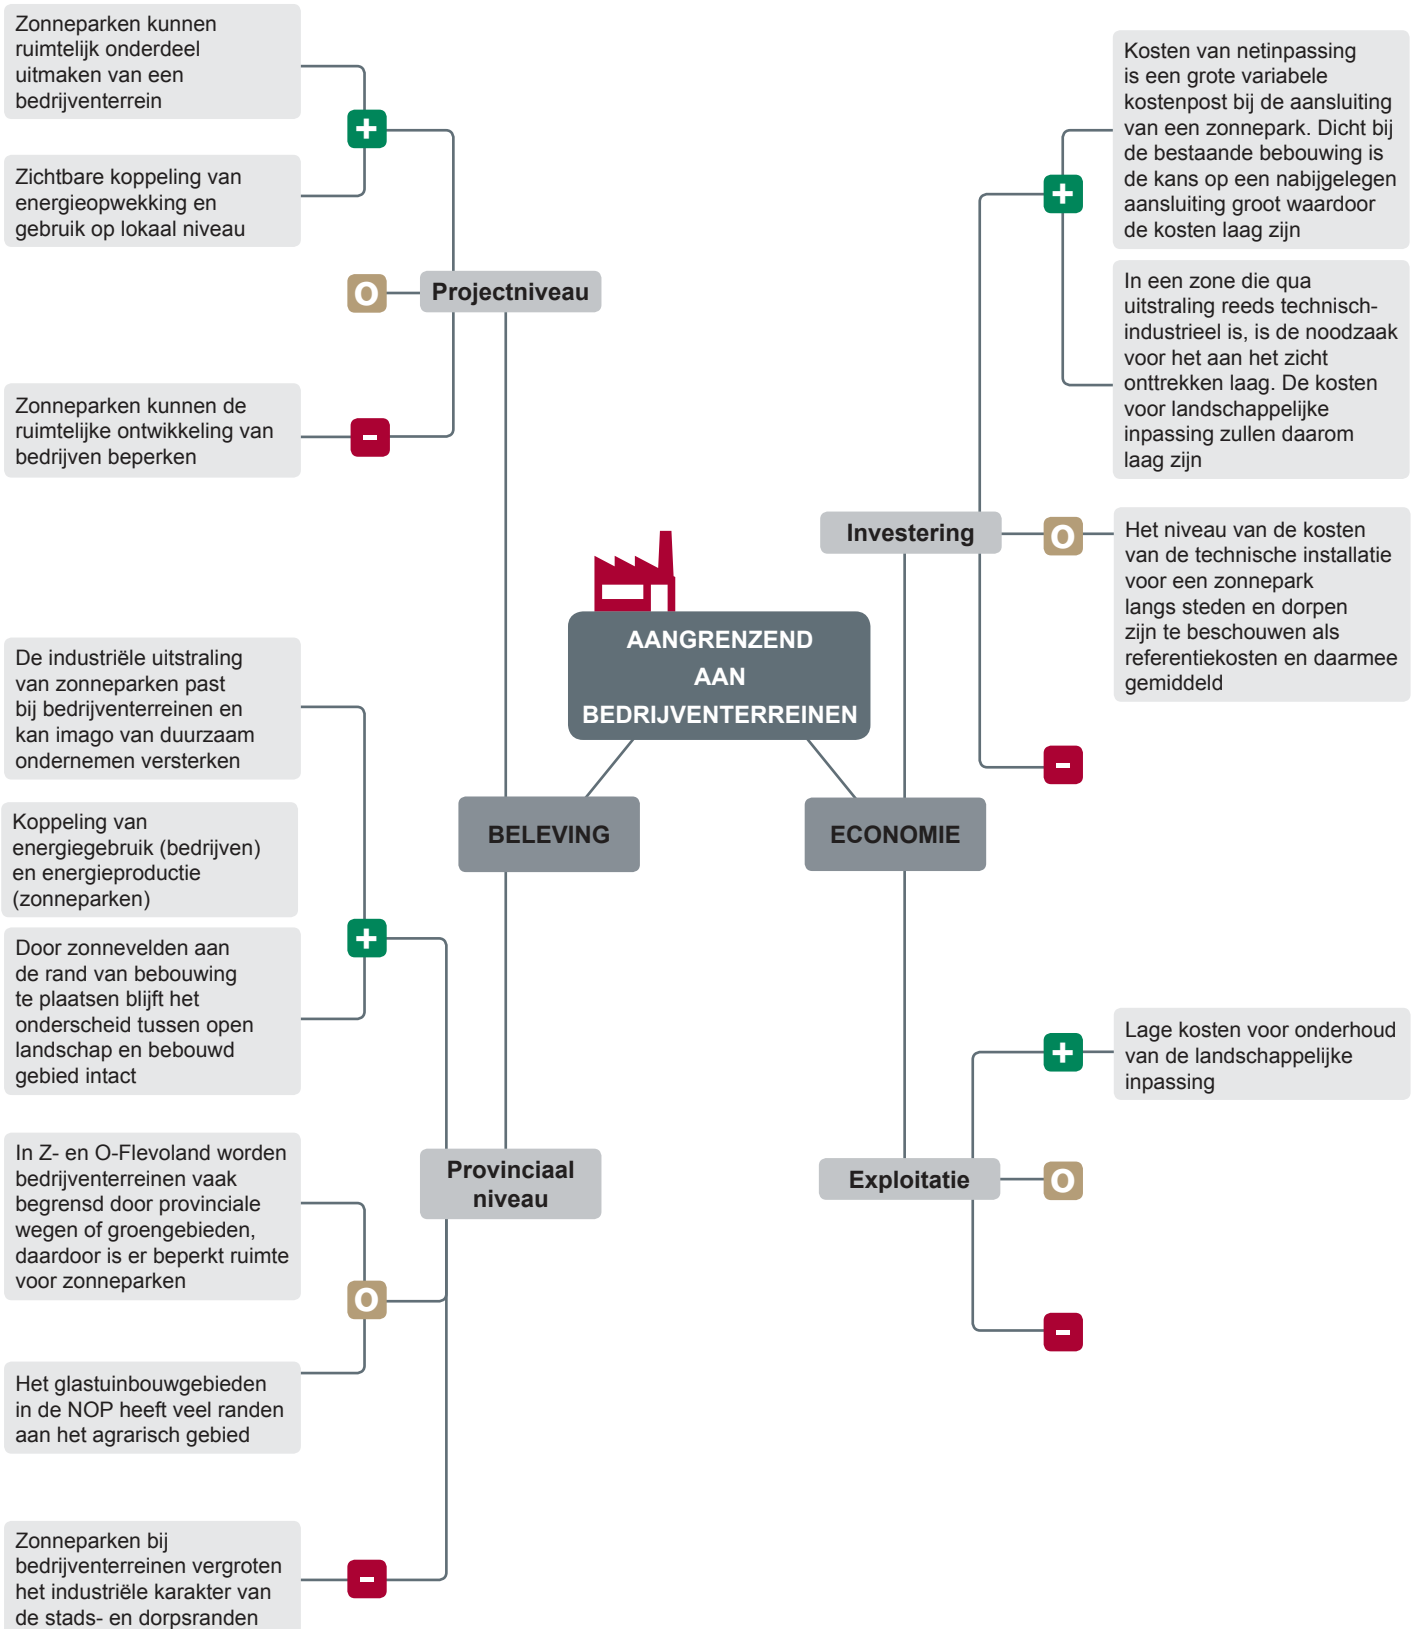 Zonneparken kunnen
ruimtelijk onderdeel
uitmaken van een
bedrijventerrein
+
Zichtbare koppeling van
energieopwekking en
gebruik op lokaal niveau
O
Projectniveau
Zonneparken kunnen de
ruimtelijke ontwikkeling van
bedrijven beperken
-
Kosten van netinpassing
is een grote variabele
kostenpost bij de aansluiting
van een zonnepark. Dicht bij
de bestaande bebouwing is
de kans op een nabijgelegen
aansluiting groot waardoor
de kosten laag zijn
+
In een zone die qua
uitstraling reeds technisch-
industrieel is, is de noodzaak
voor het aan het zicht
onttrekken laag. De kosten
voor landschappelijke
inpassing zullen daarom
laag zijn
Investering
O
Het niveau van de kosten
van de technische installatie
voor een zonnepark
langs steden en dorpen
zijn te beschouwen als
referentiekosten en daarmee
gemiddeld
-
AANGRENZEND
AAN
BEDRIJVENTERREINEN
BELEVING
ECONOMIE
De industriële uitstraling
van zonneparken past
bij bedrijventerreinen en
kan imago van duurzaam
ondernemen versterken
Koppeling van
energiegebruik (bedrijven)
en energieproductie
(zonneparken)
+
Door zonnevelden aan
de rand van bebouwing
te plaatsen blijft het
onderscheid tussen open
landschap en bebouwd
gebied intact
Provinciaal
niveau
In Z- en O-Flevoland worden
bedrijventerreinen vaak
begrensd door provinciale
wegen of groengebieden,
daardoor is er beperkt ruimte
voor zonneparken
O
Het glastuinbouwgebieden
in de NOP heeft veel randen
aan het agrarisch gebied
Zonneparken bij
bedrijventerreinen vergroten
het industriële karakter van
de stads- en dorpsranden
-
+
Lage kosten voor onderhoud
van de landschappelijke
inpassing
Exploitatie
O
-